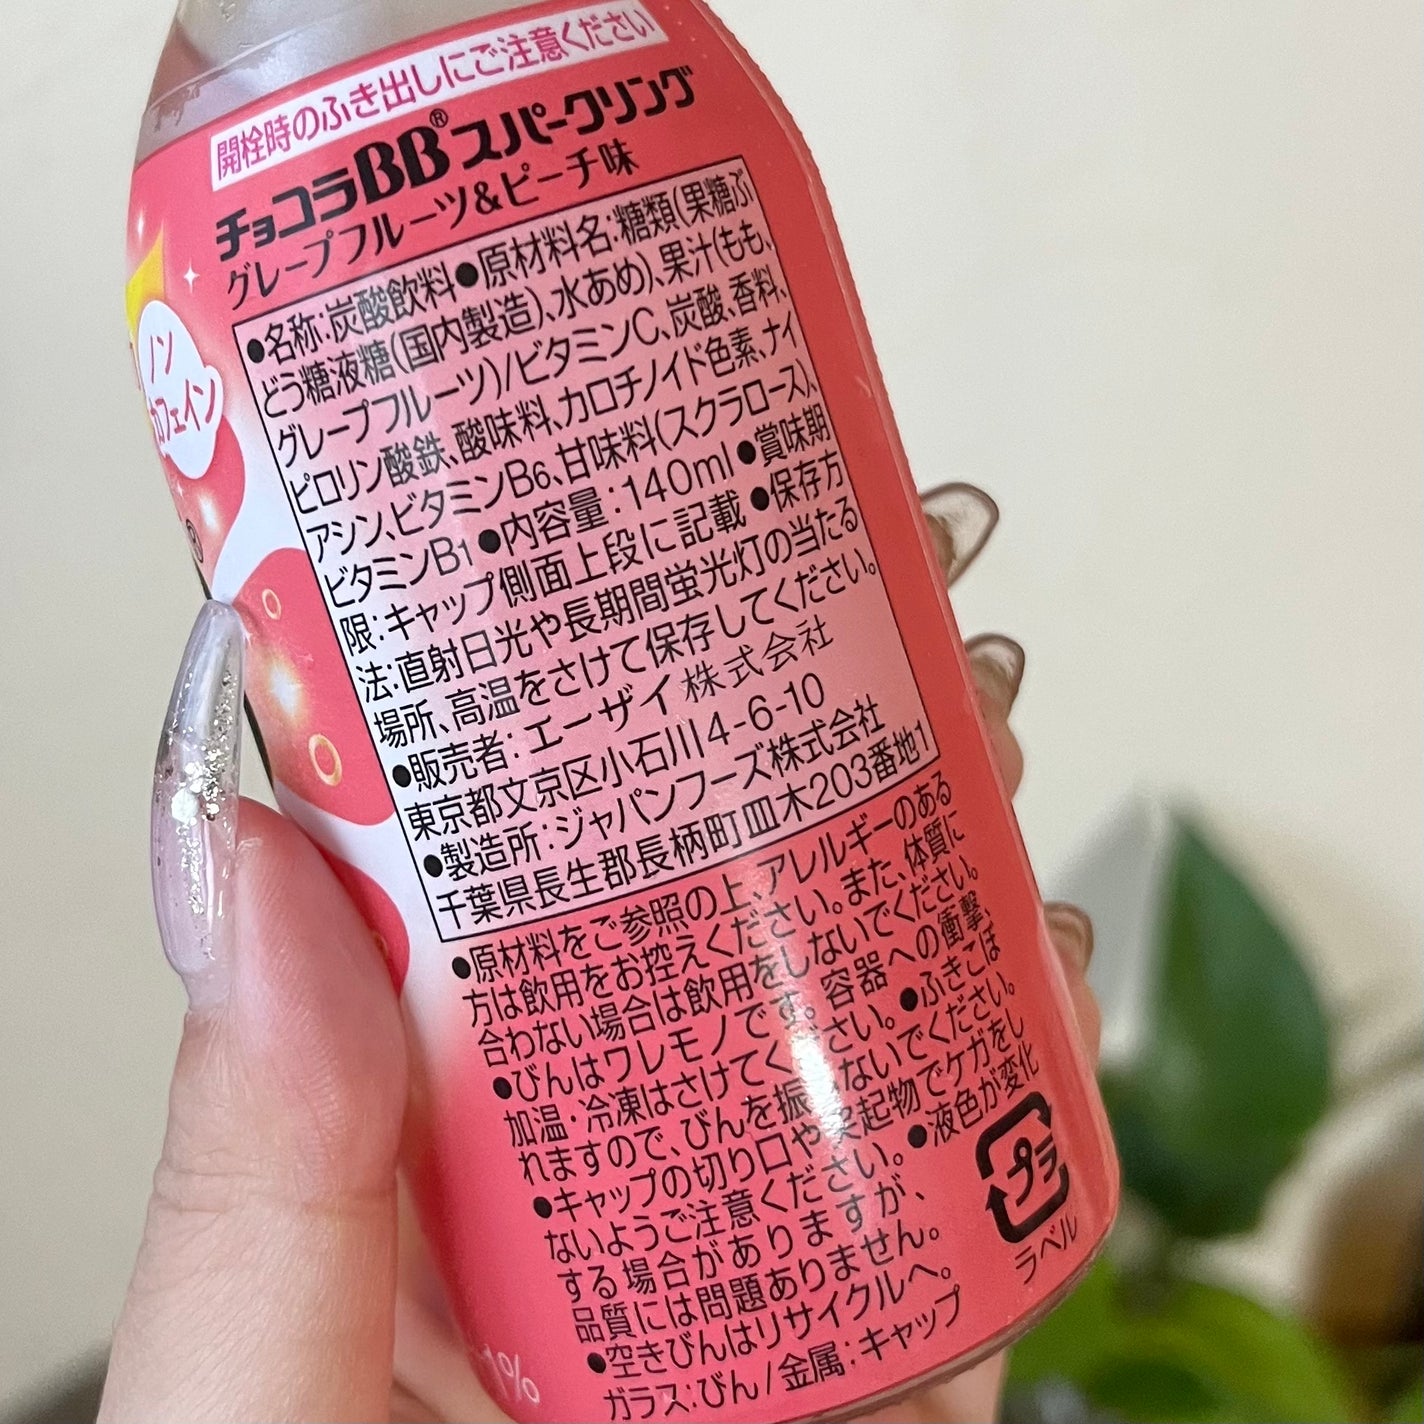 開栓時のふき出しにご注意ください
チョコラBB®スパークリング
グレープフルーツ&ピーチ味
●名称:炭酸飲料●原材料名:糖類(果糖ぶ
どう糖液糖(国内製造)、水あめ)、果汁(もも、
グレープフルーツ)/ビタミンC、炭酸、香料、
ピロリン酸鉄、酸味料、カロチノイド色素、ナイ
アシン、ビタミンB6、甘味料(スクラロース)、
ビタミンB1●内容量:140ml●賞味期
限:キャップ側面上段に記載●保存方
法:直射日光や長期間蛍光灯の当たる
場所、高温をさけて保存してください。
●販売者:エーザイ株式会社
東京都文京区小石川4-6-10
●製造所:ジャパンフーズ株式会社
千葉県長生郡長柄町皿木203番地1
●原材料をご参照の上、アレルギーのある
方は飲用をお控えください。また、体質に
合わない場合は飲用をしないでください。
●びんはワレモノです。容器への衝撃、
加温・冷凍はさけてください。●ふきこぼ
れますので、びんを振らないでください。
●キャップの切り口や突起物でケガをし
ないようご注意ください。●液色が変化
する場合がありますが、
品質には問題ありません。
●空きびんはリサイクルへ。
ガラス:びん/金属:キャップ
プラ
ラベル
ノン
カフェイン
1%